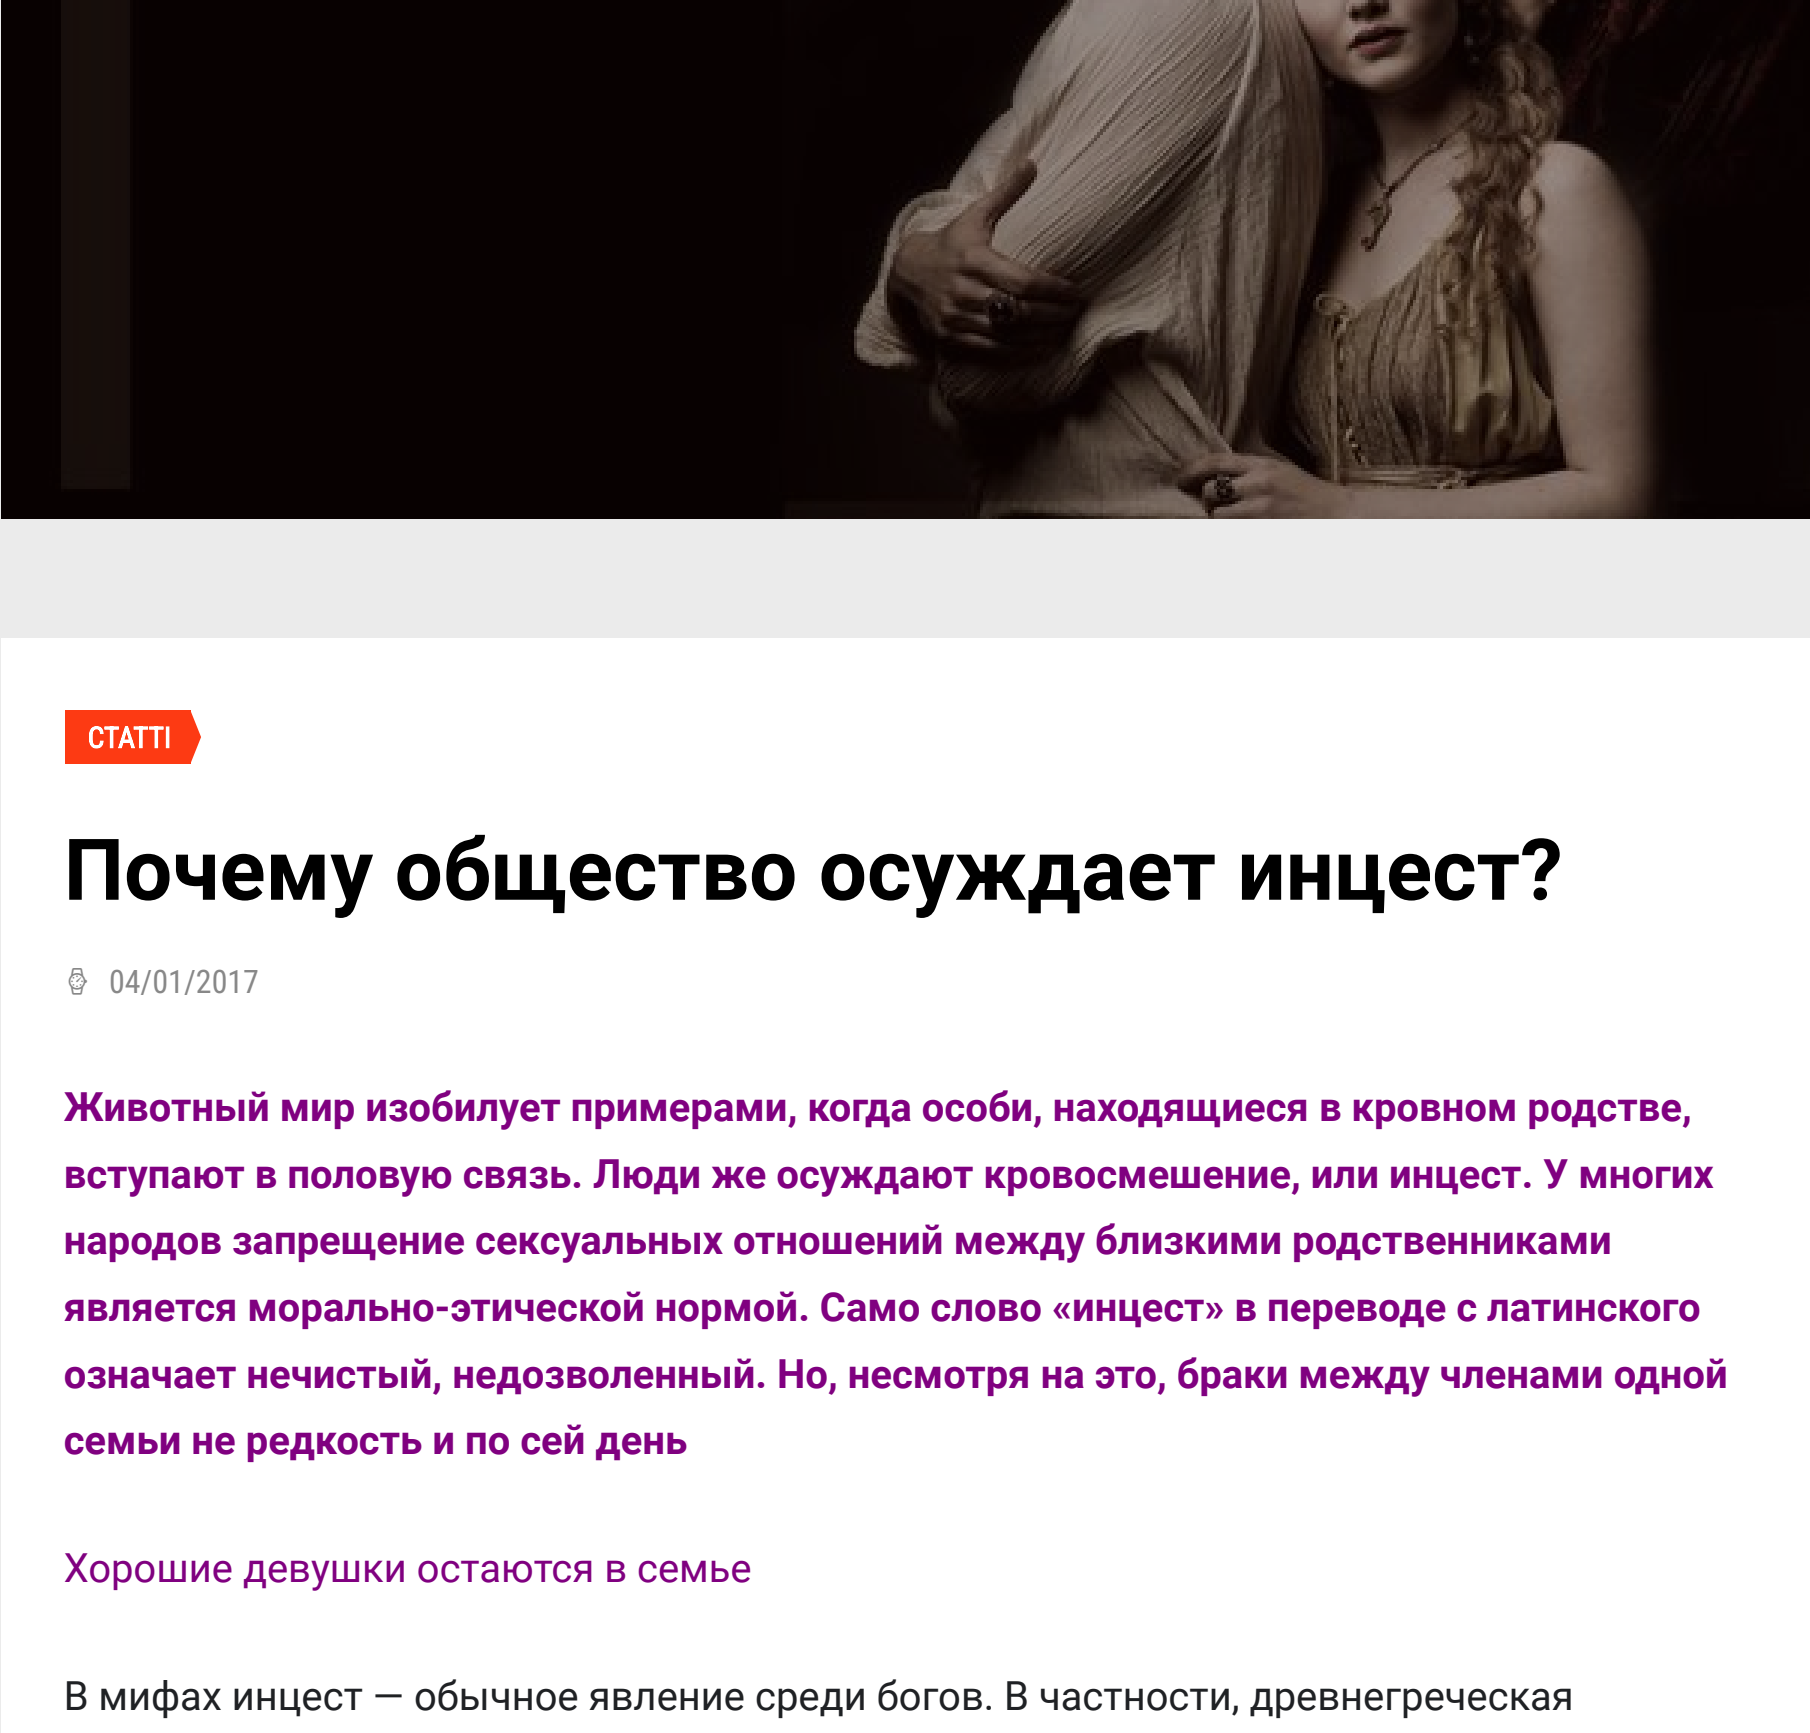 СТАТТІ
Почему общество осуждает инцест?
04/01/2017
Животный мир изобилует примерами, когда особи, находящиеся в кровном родстве,
вступают в половую связь. Люди же осуждают кровосмешение, или инцест. У многих
народов запрещение сексуальных отношений между близкими родственниками
является морально-этической нормой. Само слово «инцест» в переводе с латинского
означает нечистый, недозволенный. Но, несмотря на это, браки между членами одной
семьи не редкость и по сей день
Хорошие девушки остаются в семье
В мифах инцест — обычное явление среди богов. В частности, древнегреческая